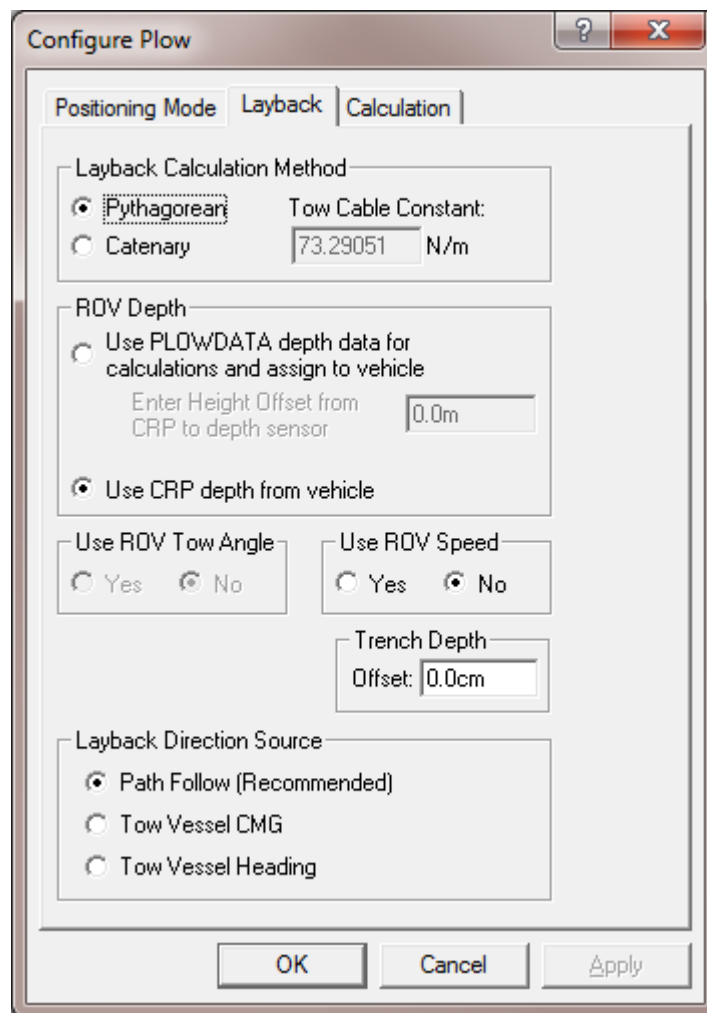 Configure Plow
?
Positioning Mode Layback Calculation
Layback Calculation Method
Pythagorean Tow Cable Constant:
Catenary 73.29051 N/m
ROV Depth
Use PLOWDATA depth data for
calculations and assign to vehicle
Enter Height Offset from
CRP to depth sensor
0.0m
Use CRP depth from vehicle
Use ROV Tow Angle Use ROV Speed
Yes No Yes No
Trench Depth
Offset: 0.0cm
Layback Direction Source
Path Follow (Recommended)
Tow Vessel CMG
Tow Vessel Heading
OK Cancel Apply